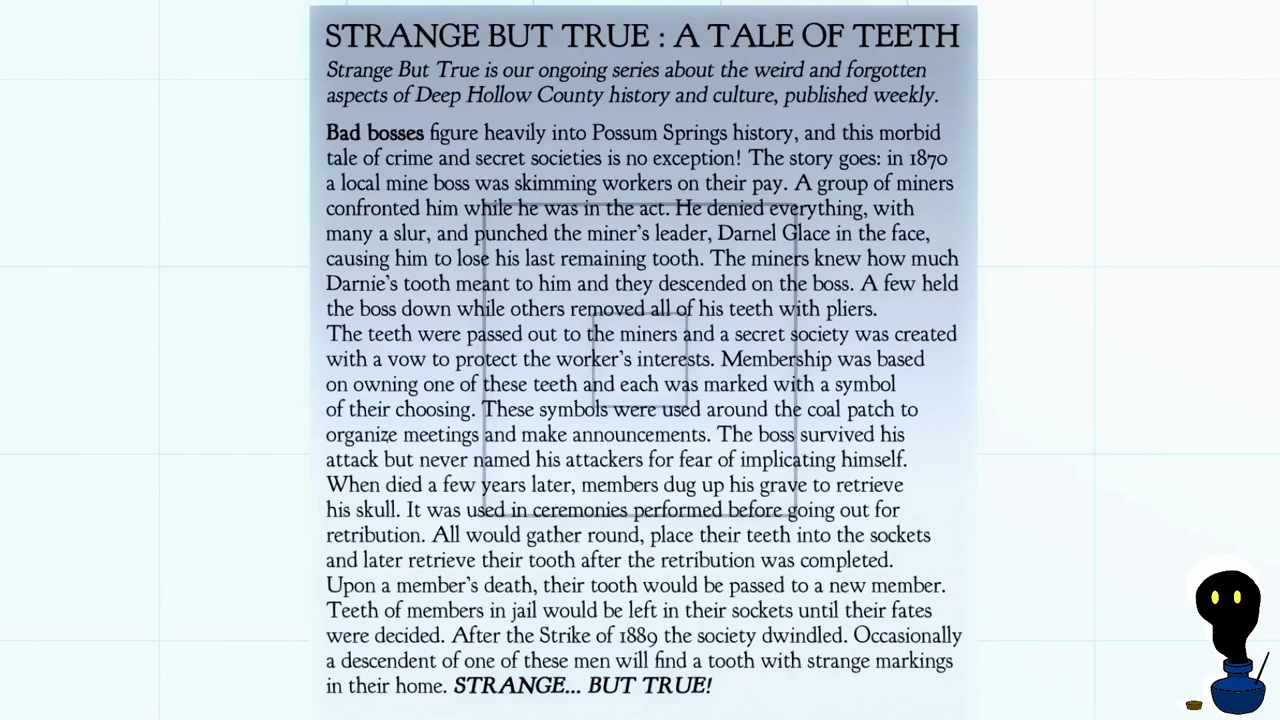 STRANGE BUT TRUE : A TALE OF TEETH
Strange But True is our ongoing series about the weird and forgotten
aspects of Deep Hollow County history and culture, published weekly.
Bad bosses figure heavily into Possum Springs history, and this morbid
tale of crime and secret societies is no exception! The story goes: in 1870
a local mine boss was skimming workers on their pay. A group of miners
confronted him while he was in the act. He denied everything, with
many a slur, and punched the miner's leader, Darnel Glace in the face,
causing him to lose his last remaining tooth. The miners knew how much
Darnie's tooth meant to him and they descended on the boss. A few held
the boss down while others removed all of his teeth with pliers.
The teeth were passed out to the miners and a secret society was created
with a vow to protect the worker's interests. Membership was based
on owning one of these teeth and each was marked with a symbol
of their choosing. These symbols were used around the coal patch to
organize meetings and make announcements. The boss survived his
attack but never named his attackers for fear of implicating himself.
When died a few years later, members dug up his grave to retrieve
his skull. It was used in ceremonies performed before going out for
retribution. All would gather round, place their teeth into the sockets
and later retrieve their tooth after the retribution was completed.
Upon a member's death, their tooth would be passed to a new member.
Teeth of members in jail would be left in their sockets until their fates
were decided. After the Strike of 1889 the society dwindled. Occasionally
a descendent of one of these men will find a tooth with strange markings
in their home. STRANGE... BUT TRUE!